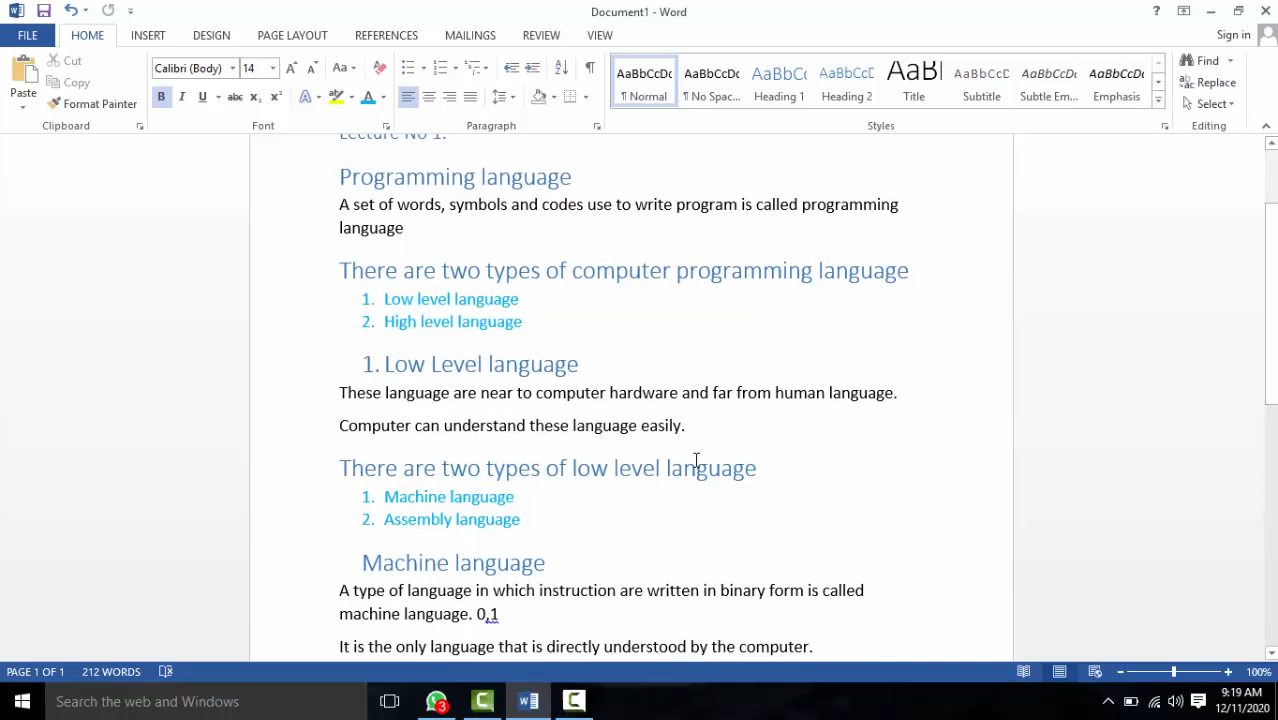 Document1 - Word
FILE HOME INSERT DESIGN PAGE LAYOUT REFERENCES MAILINGS REVIEW VIEW Sign in
Paste
Cut
Copy
Format Painter
Calibri (Body) 14
AaBbCcDc AaBbCcDc AaBbCc AaBbCcD AaBl AaBbCcD AaBbCcDc AaBbCcDc
¶ Normal ¶ No Spac... Heading 1 Heading 2 Title Subtitle Subtle Em... Emphasis
Find
Replace
Select
Clipboard Font Paragraph Styles Editing
Lecture No 1.
Programming language
A set of words, symbols and codes use to write program is called programming
language
There are two types of computer programming language
1. Low level language
2. High level language
1. Low Level language
These language are near to computer hardware and far from human language.
Computer can understand these language easily.
There are two types of low level language
1. Machine language
2. Assembly language
Machine language
A type of language in which instruction are written in binary form is called
machine language. 0,1
It is the only language that is directly understood by the computer.
PAGE 1 OF 1 212 WORDS 100%
Search the web and Windows
3
9:19 AM
12/11/2020